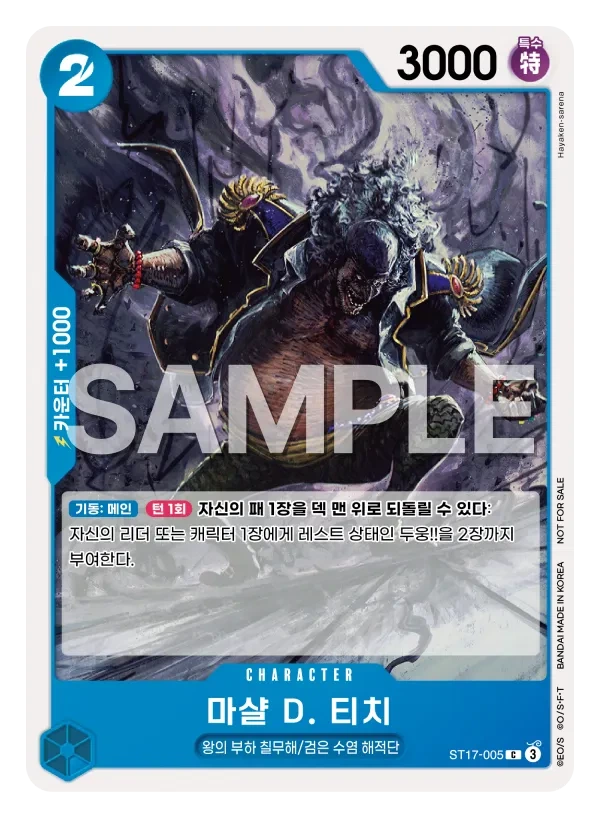 2
3000
특수
特
Hayaken-sarena
카운터 +1000
SAMPLE
기동: 메인 턴 1회 자신의 패 1장을 덱 맨 위로 되돌릴 수 있다:
자신의 리더 또는 캐릭터 1장에게 레스트 상태인 두웅!!을 2장까지
부여한다.
CHARACTER
마샬 D. 티치
왕의 부하 칠무해/검은 수염 해적단
ST17-005 C 3
©EO/S ©O/S·F·T BANDAI MADE IN KOREA NOT FOR SALE